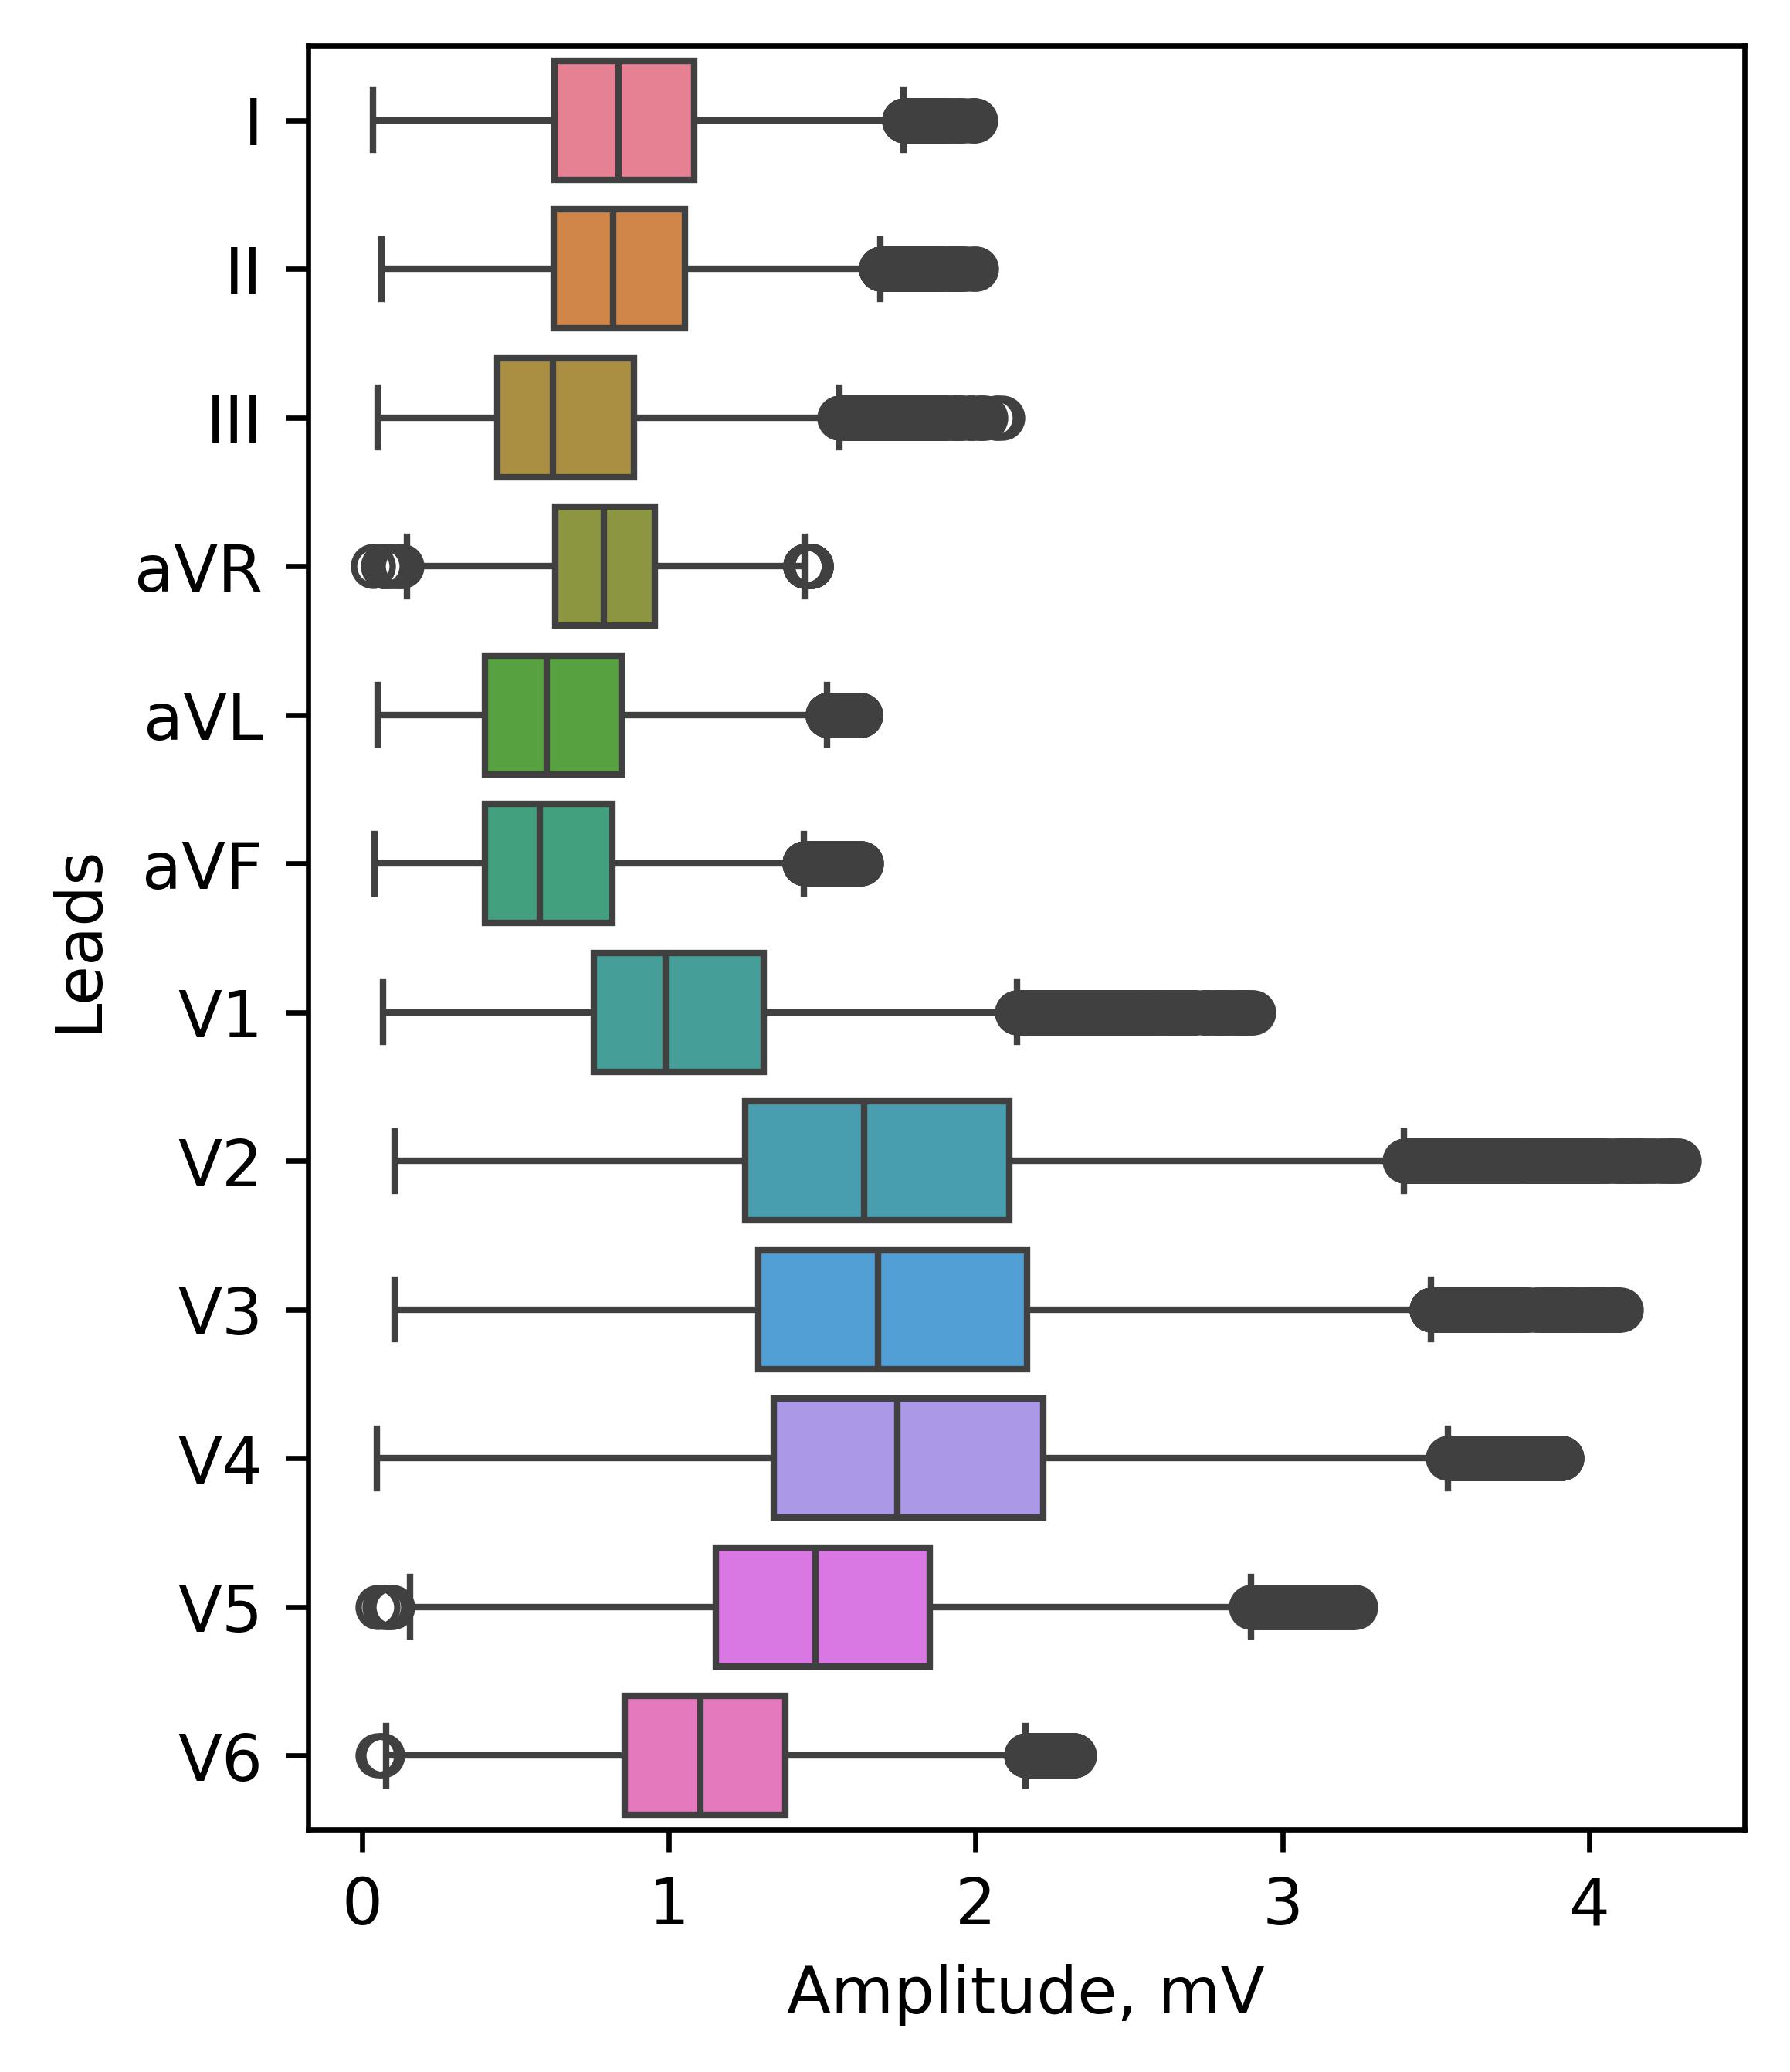 Leads
I
II
III
aVR
aVL
aVF
V1
V2
V3
V4
V5
V6
0 1 2 3 4
Amplitude, mV